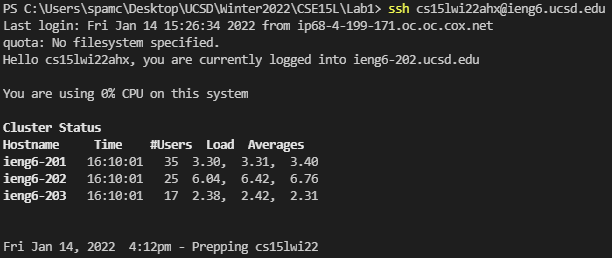 PS C:\Users\spamc\Desktop\UCSD\Winter2022\CSE15L\Lab1> ssh cs15lwi22ahx@ieng6.ucsd.edu
Last login: Fri Jan 14 15:26:34 2022 from ip68-4-199-171.oc.oc.cox.net
quota: No filesystem specified.
Hello cs15lwi22ahx, you are currently logged into ieng6-202.ucsd.edu
You are using 0% CPU on this system
Cluster Status
Hostname Time #Users Load Averages
ieng6-201 16:10:01 35 3.30, 3.31, 3.40
ieng6-202 16:10:01 25 6.04, 6.42, 6.76
ieng6-203 16:10:01 17 2.38, 2.42, 2.31
Fri Jan 14, 2022 4:12pm - Prepping cs15lwi22